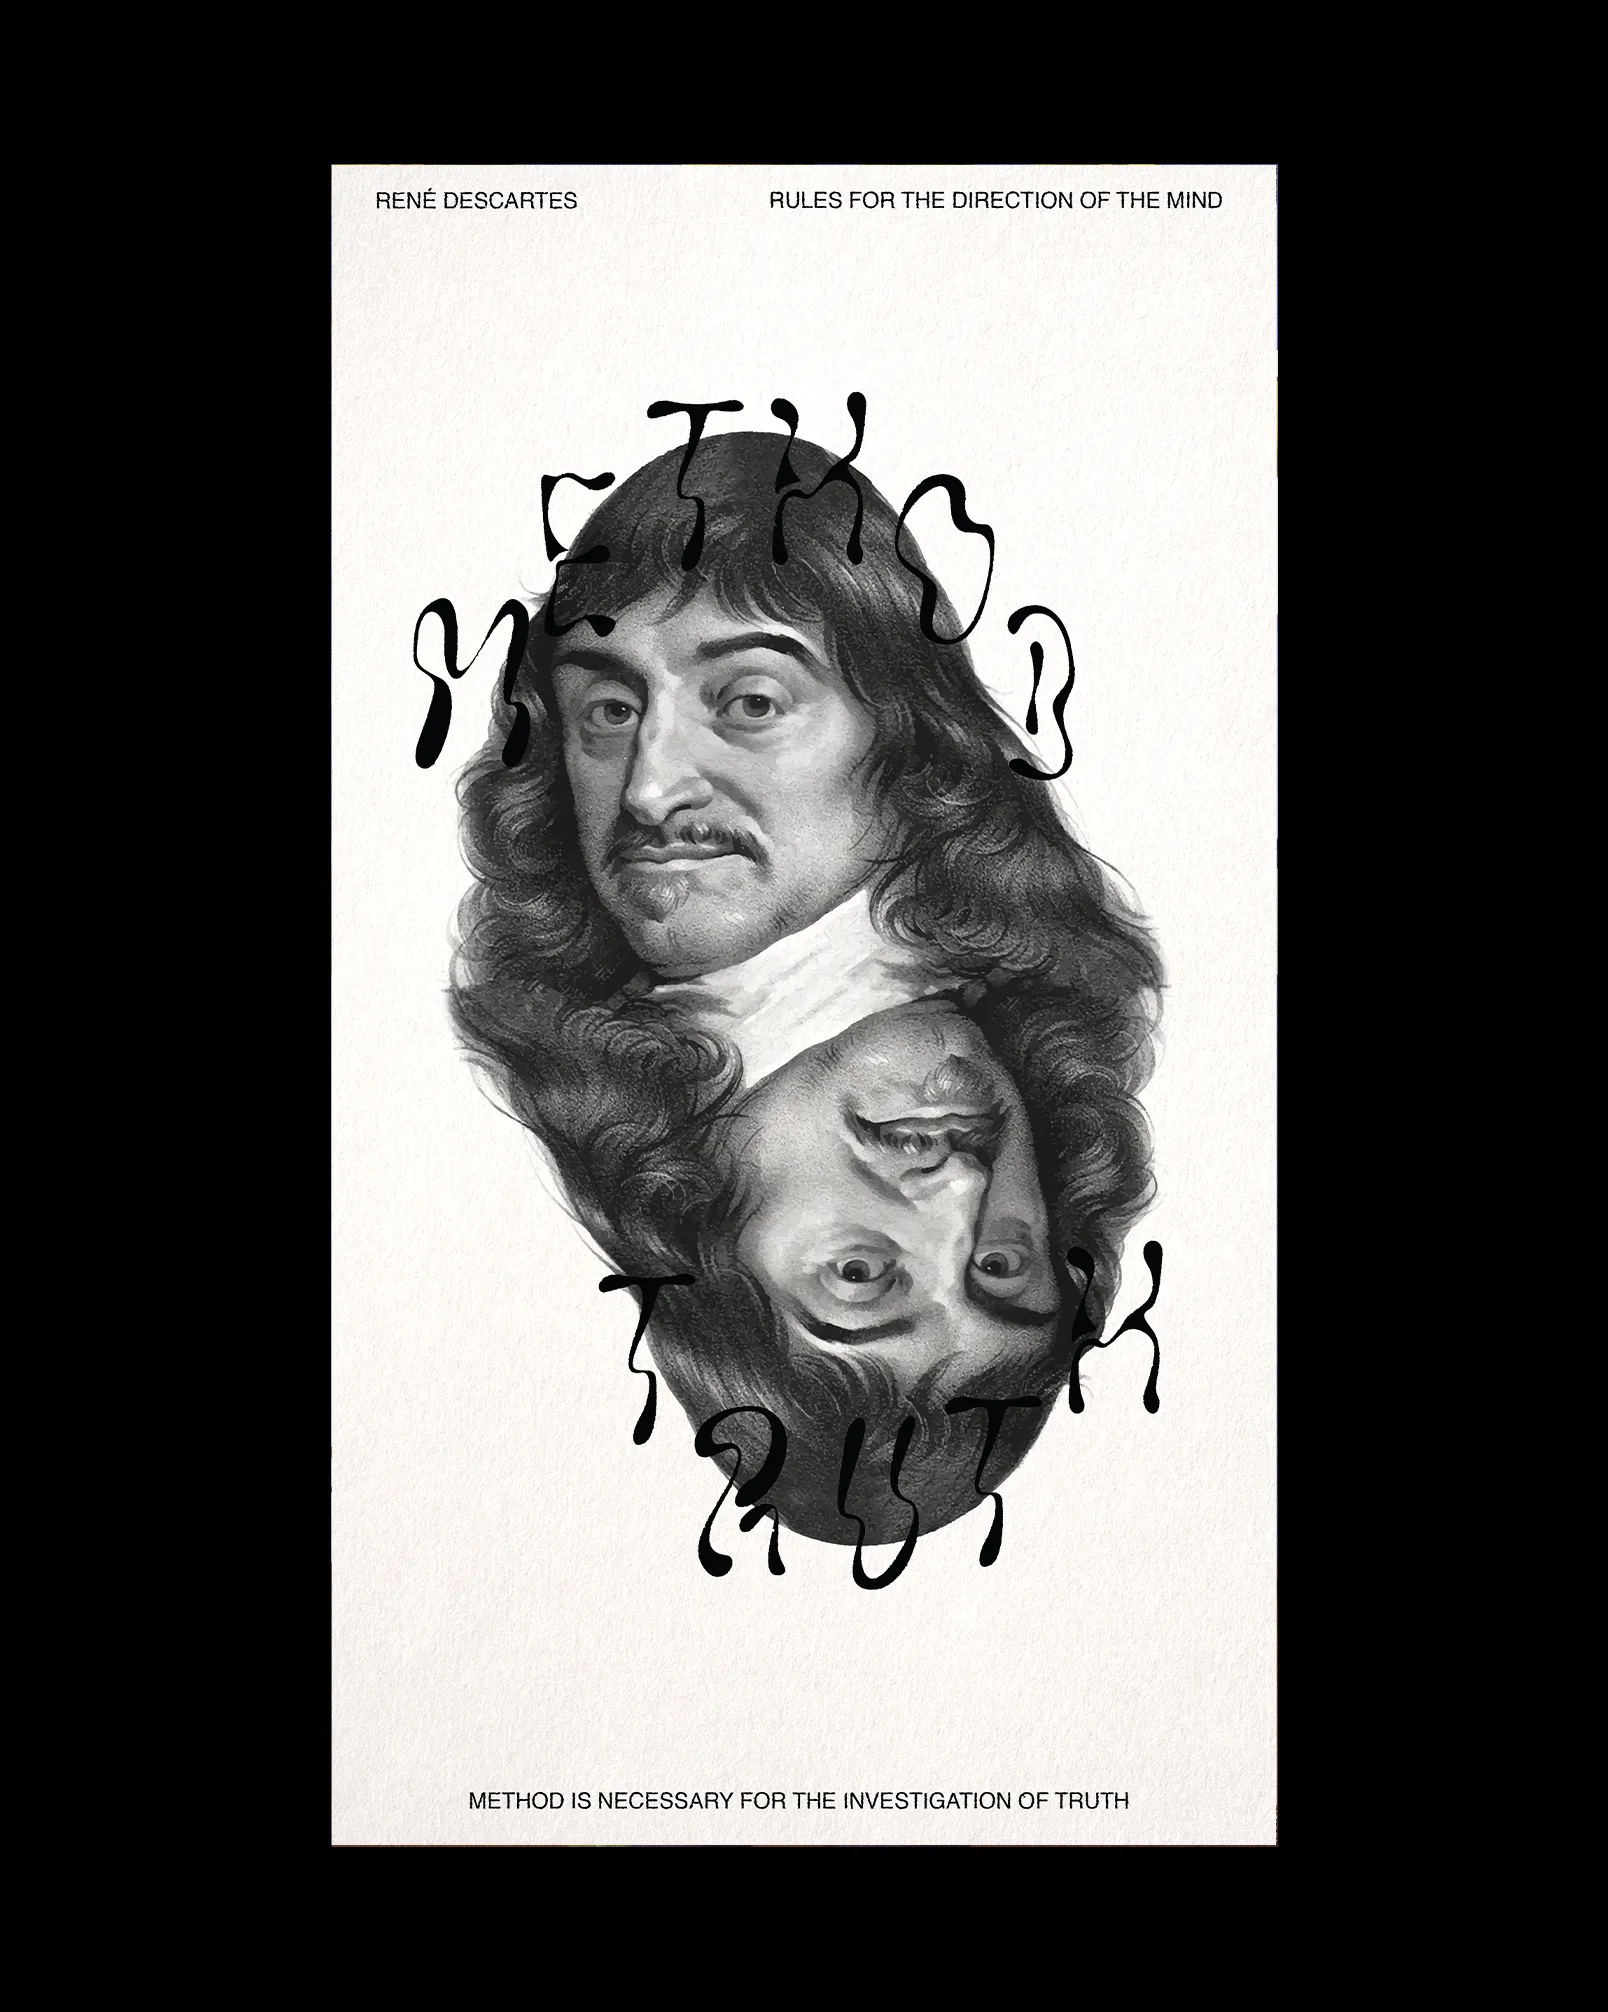 RENÉ DESCARTES
RULES FOR THE DIRECTION OF THE MIND
METHOD
TRUTH
METHOD IS NECESSARY FOR THE INVESTIGATION OF TRUTH